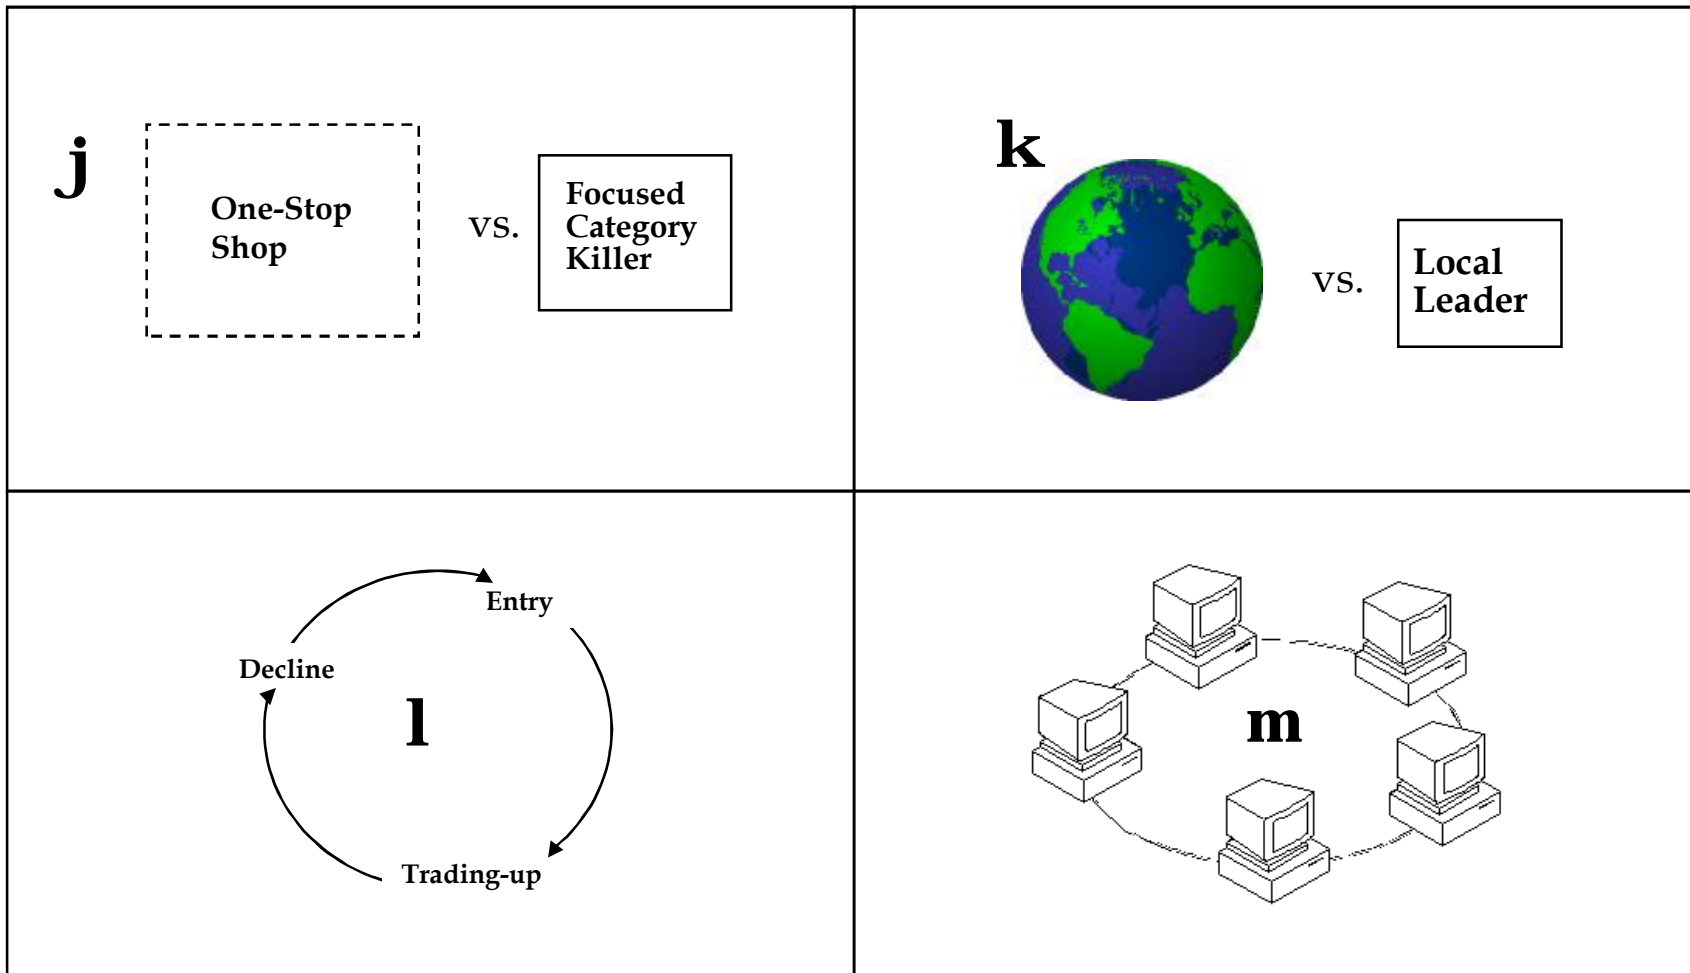 j
One-Stop
Shop
vs.
Focused
Category
Killer
k
vs.
Local
Leader
Entry
Decline
l
Trading-up
m